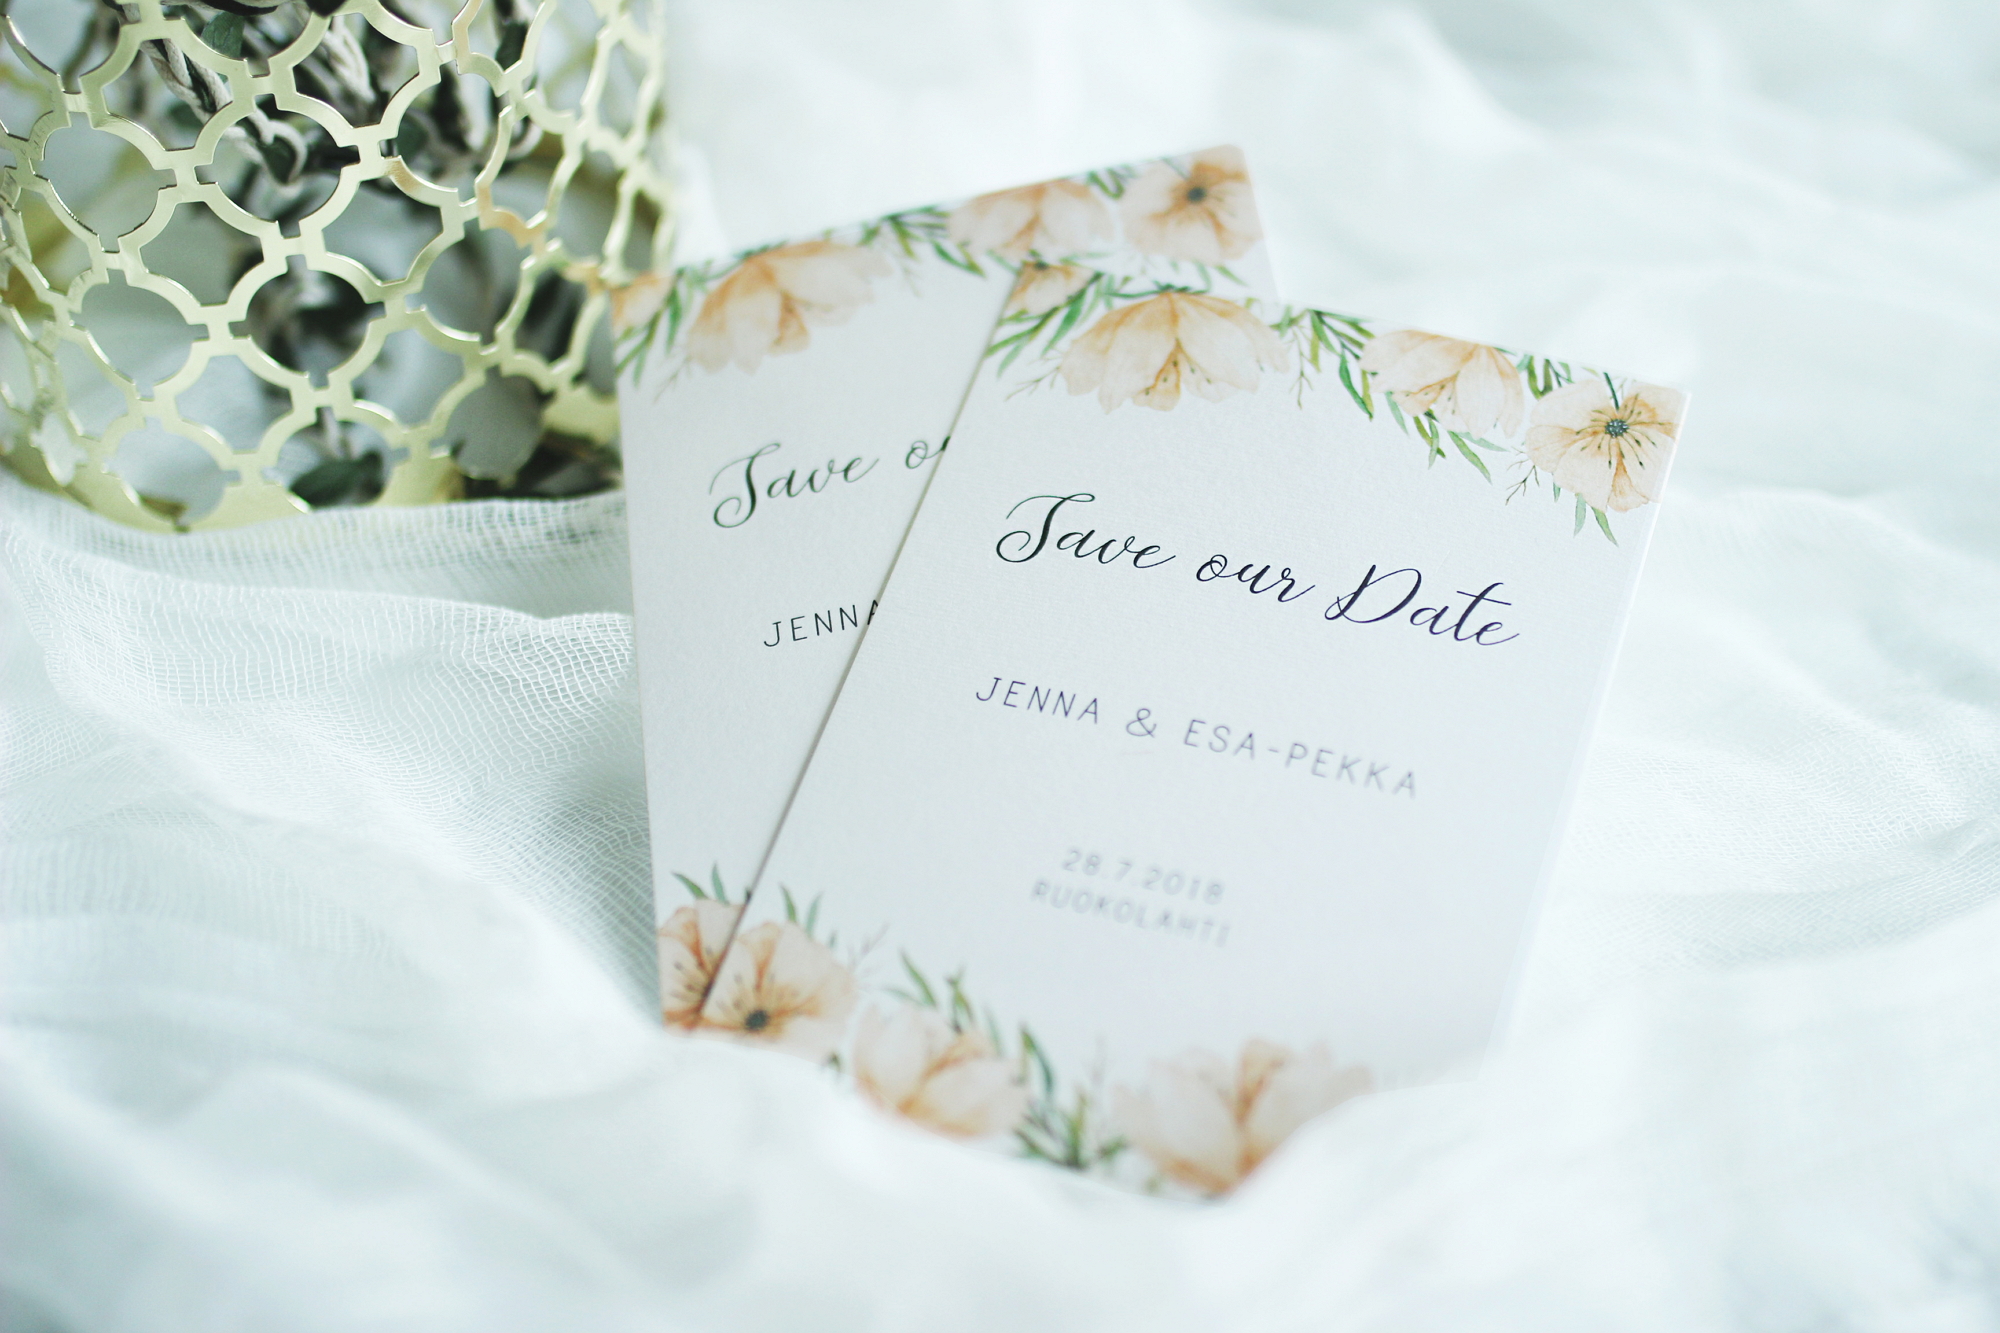 Save o
JENNA
Save our Date
JENNA & ESA-PEKKA
28.7.2018
RUOKOLAHTI